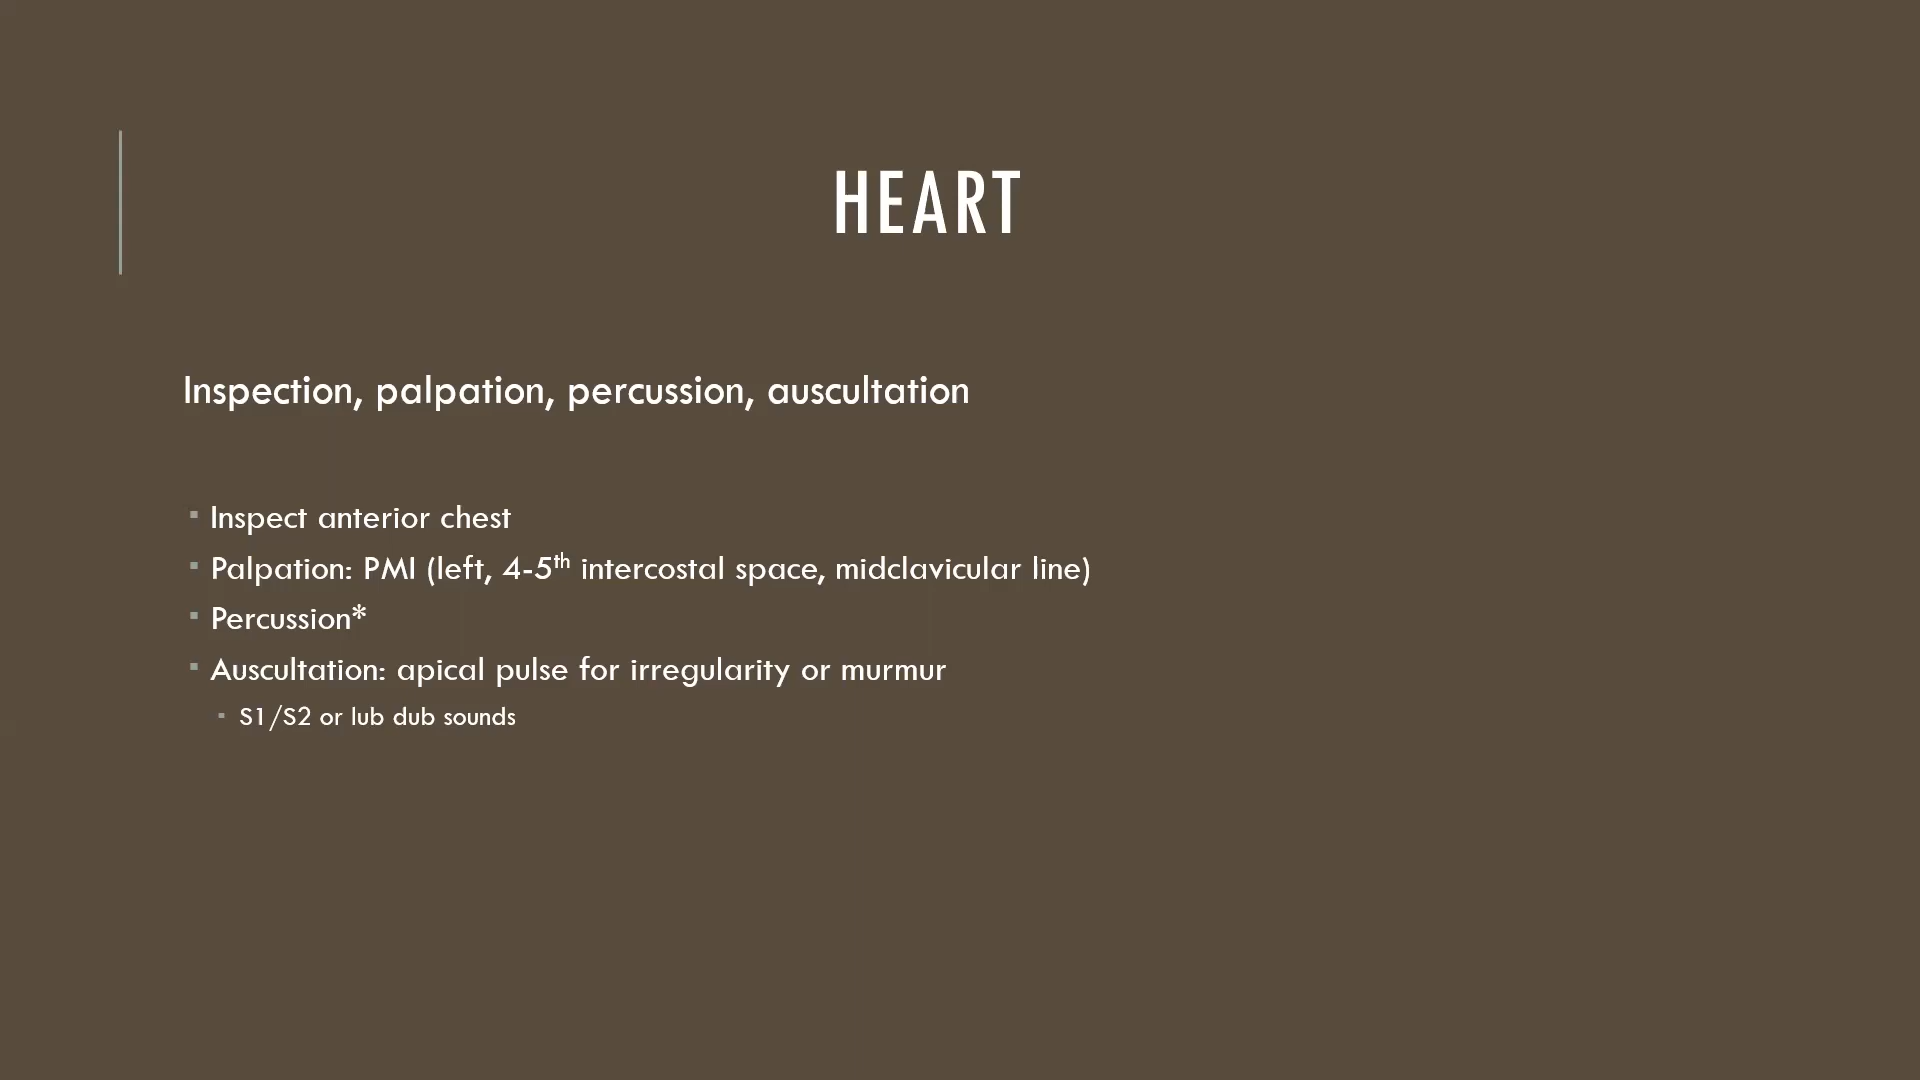 HEART
Inspection, palpation, percussion, auscultation
▪ Inspect anterior chest
▪ Palpation: PMI (left, 4-5th intercostal space, midclavicular line)
▪ Percussion*
▪ Auscultation: apical pulse for irregularity or murmur
▪ S1/S2 or lub dub sounds